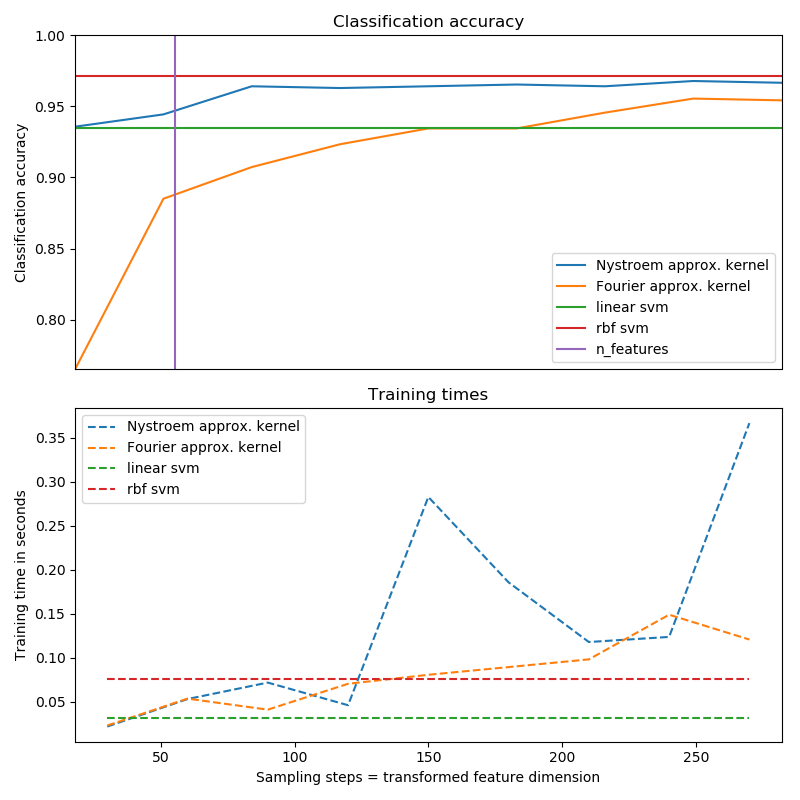 Classification accuracy
1.00
0.95
0.90
0.85
0.80
Classification accuracy
Nystroem approx. kernel
Fourier approx. kernel
linear svm
rbf svm
n_features
Training times
0.35
0.30
0.25
0.20
0.15
0.10
0.05
Training time in seconds
Nystroem approx. kernel
Fourier approx. kernel
linear svm
rbf svm
50
100
150
200
250
Sampling steps = transformed feature dimension